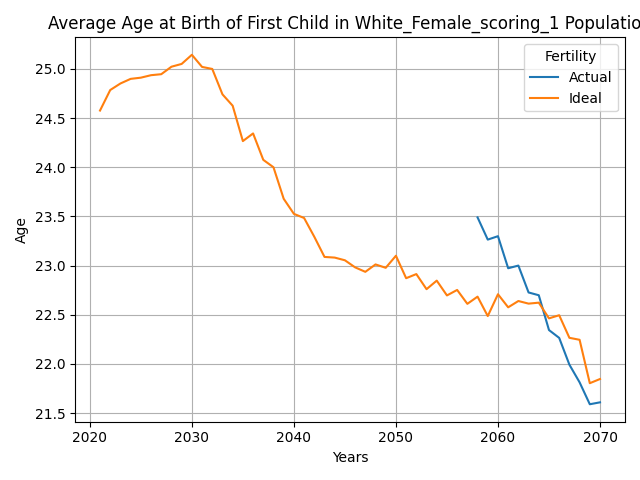 Average Age at Birth of First Child in White_Female_scoring_1 Populatio
Fertility
Actual
Ideal
25.0
24.5
24.0
23.5
23.0
22.5
22.0
21.5
Age
2020
2030
2040
2050
2060
2070
Years